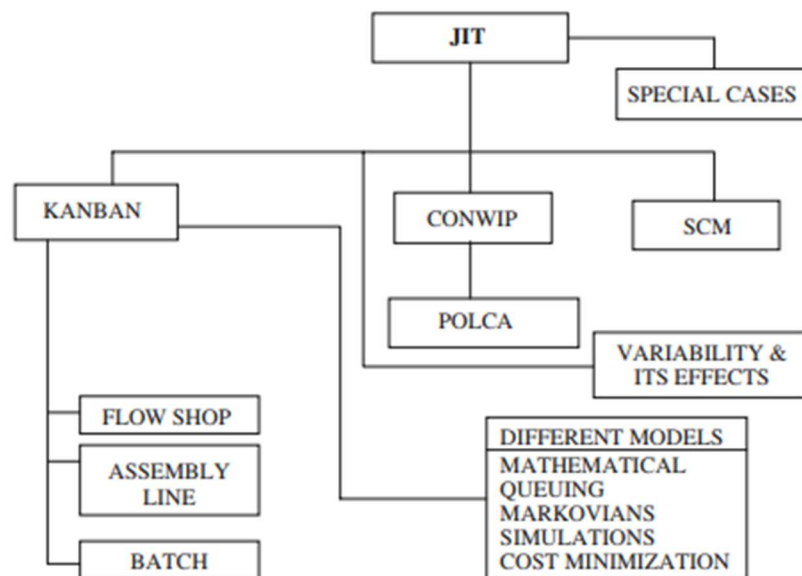 JIT
SPECIAL CASES
KANBAN
CONWIP
SCM
POLCA
VARIABILITY &
ITS EFFECTS
FLOW SHOP
ASSEMBLY
LINE
BATCH
DIFFERENT MODELS
MATHEMATICAL
QUEUING
MARKOVIANS
SIMULATIONS
COST MINIMIZATION